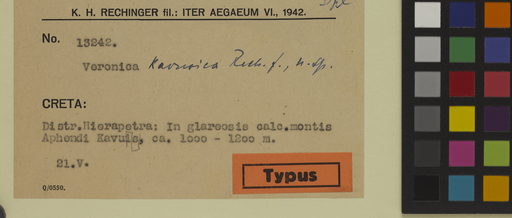 K. H. RECHINGER fil.: ITER AEGAEUM VI., 1942.
No. 13242.
Veronica Kavusica Rech. f., n. sp.
CRETA:
Distr.Hierapetra: In glareosis calc.montis
Aphendi Kavusis, ca. 1000 - 1200 m.
21.V.
Typus
Q/0550.